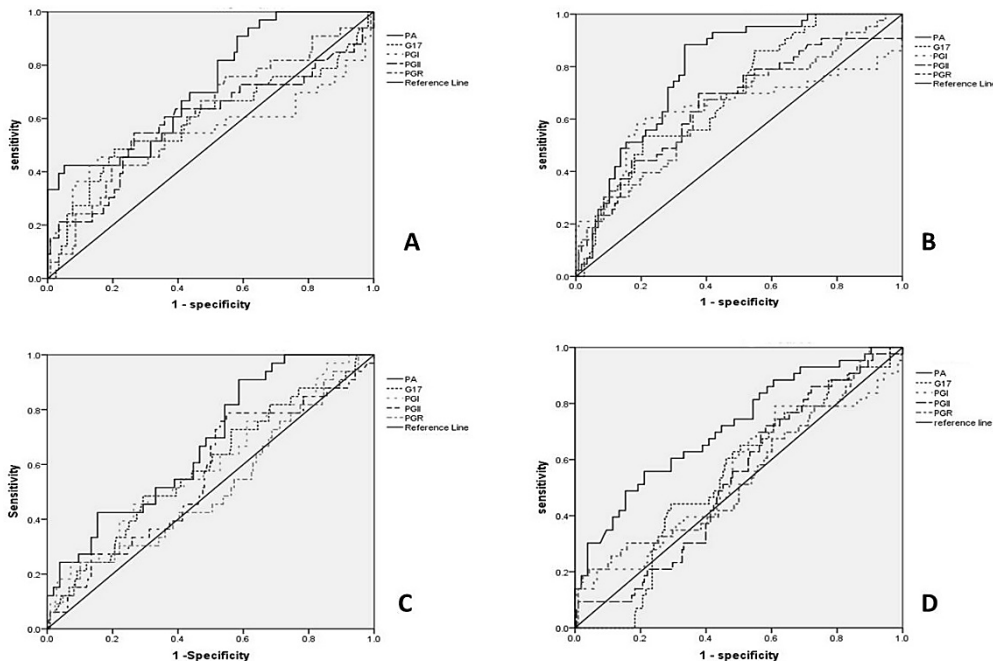 1.0
0.8
0.6
0.4
0.2
0.0
sensitivity
0.0 0.2 0.4 0.6 0.8 1.0
1 - specificity
PA
G17
PGI
PGII
PGR
Reference Line
A
1.0
0.8
0.6
0.4
0.2
0.0
sensitivity
0.0 0.2 0.4 0.6 0.8 1.0
1 - specificity
PA
G17
PGI
PGII
PGR
Reference Line
B
1.0
0.8
0.6
0.4
0.2
0.0
Sensitivity
0.0 0.2 0.4 0.6 0.8 1.0
1 -Specificity
PA
G17
PGI
PGII
PGR
Reference Line
C
1.0
0.8
0.6
0.4
0.2
0.0
sensitivity
0.0 0.2 0.4 0.6 0.8 1.0
1 - specificity
PA
G17
PGI
PGII
PGR
reference line
D